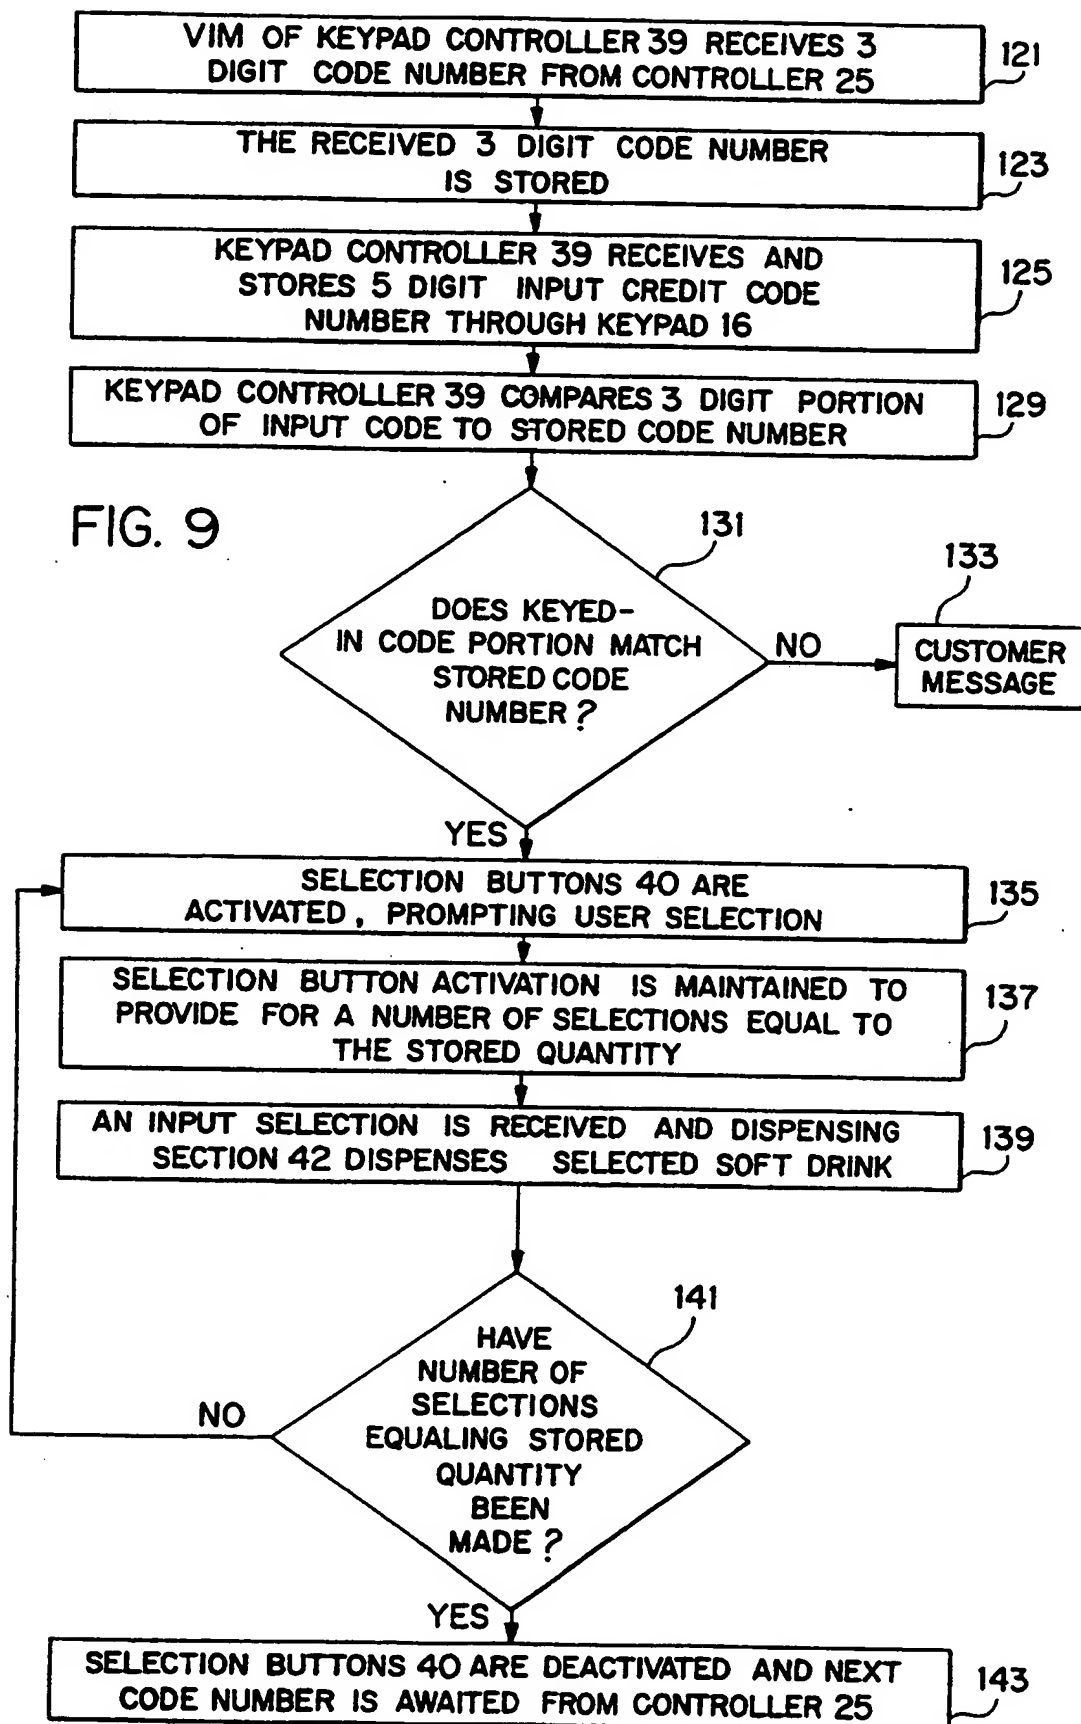 VIM OF KEYPAD CONTROLLER 39 RECEIVES 3
DIGIT CODE NUMBER FROM CONTROLLER 25
121
THE RECEIVED 3 DIGIT CODE NUMBER
IS STORED
123
KEYPAD CONTROLLER 39 RECEIVES AND
STORES 5 DIGIT INPUT CREDIT CODE
NUMBER THROUGH KEYPAD 16
125
KEYPAD CONTROLLER 39 COMPARES 3 DIGIT PORTION
OF INPUT CODE TO STORED CODE NUMBER
129
FIG. 9
131
DOES KEYED-
IN CODE PORTION MATCH
STORED CODE
NUMBER ?
NO
133
CUSTOMER
MESSAGE
YES
SELECTION BUTTONS 40 ARE
ACTIVATED, PROMPTING USER SELECTION
135
SELECTION BUTTON ACTIVATION IS MAINTAINED TO
PROVIDE FOR A NUMBER OF SELECTIONS EQUAL TO
THE STORED QUANTITY
137
AN INPUT SELECTION IS RECEIVED AND DISPENSING
SECTION 42 DISPENSES SELECTED SOFT DRINK
139
141
HAVE
NUMBER OF
SELECTIONS
EQUALING STORED
QUANTITY
BEEN
MADE ?
NO
YES
SELECTION BUTTONS 40 ARE DEACTIVATED AND NEXT
CODE NUMBER IS AWAITED FROM CONTROLLER 25
143